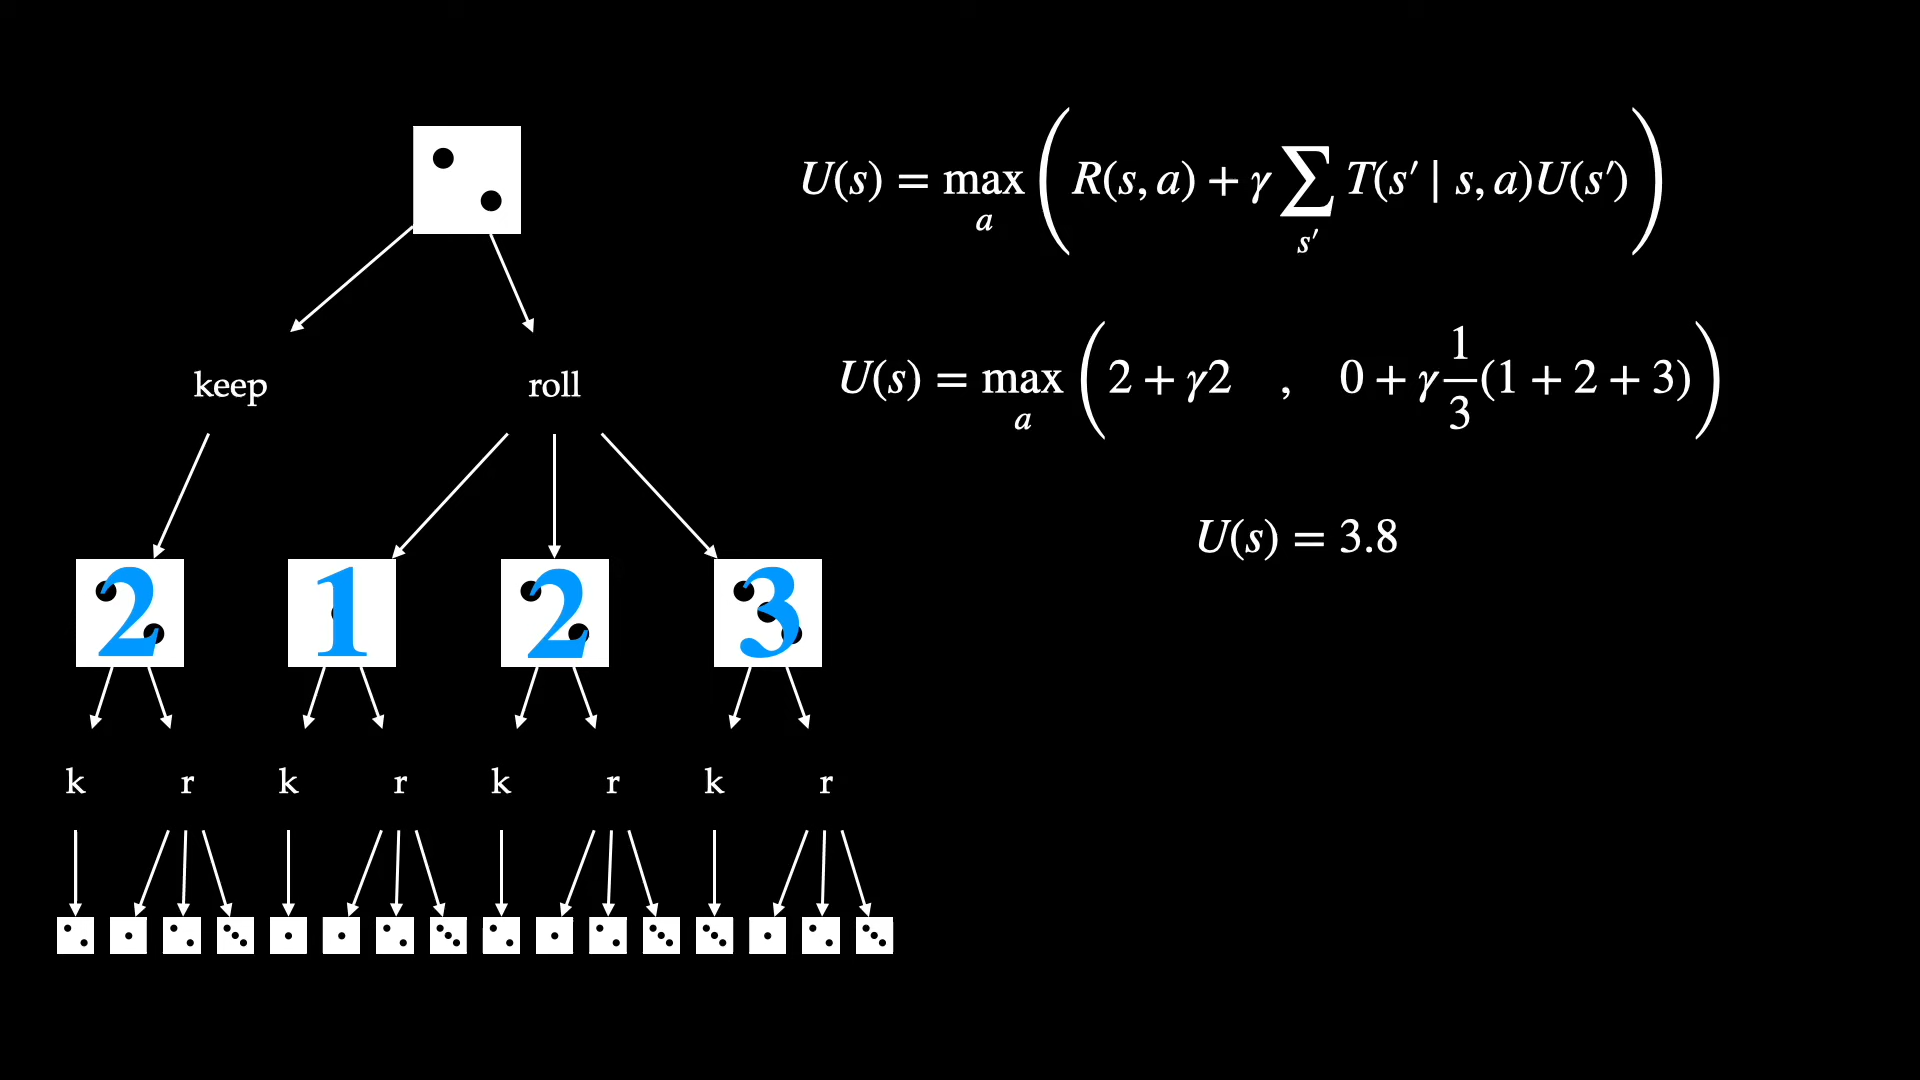 U(s) = max_a ( R(s, a) + γ ∑_{s′} T(s′ | s, a)U(s′) )
keep roll
U(s) = max_a ( 2 + γ2 , 0 + γ 1/3 (1 + 2 + 3) )
U(s) = 3.8
2 1 2 3
k r k r k r k r